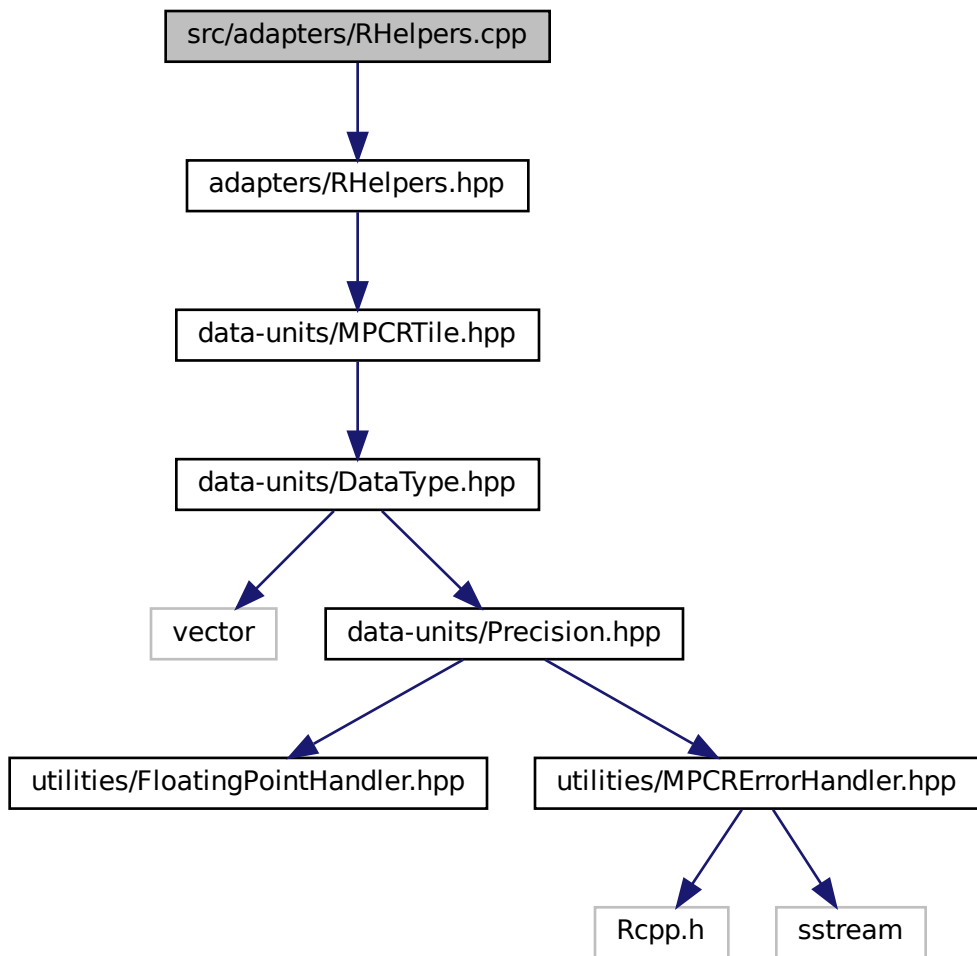 src/adapters/RHelpers.cpp
adapters/RHelpers.hpp
data-units/MPCRTile.hpp
data-units/DataType.hpp
vector
data-units/Precision.hpp
utilities/FloatingPointHandler.hpp
utilities/MPCRErrorHandler.hpp
Rcpp.h
sstream